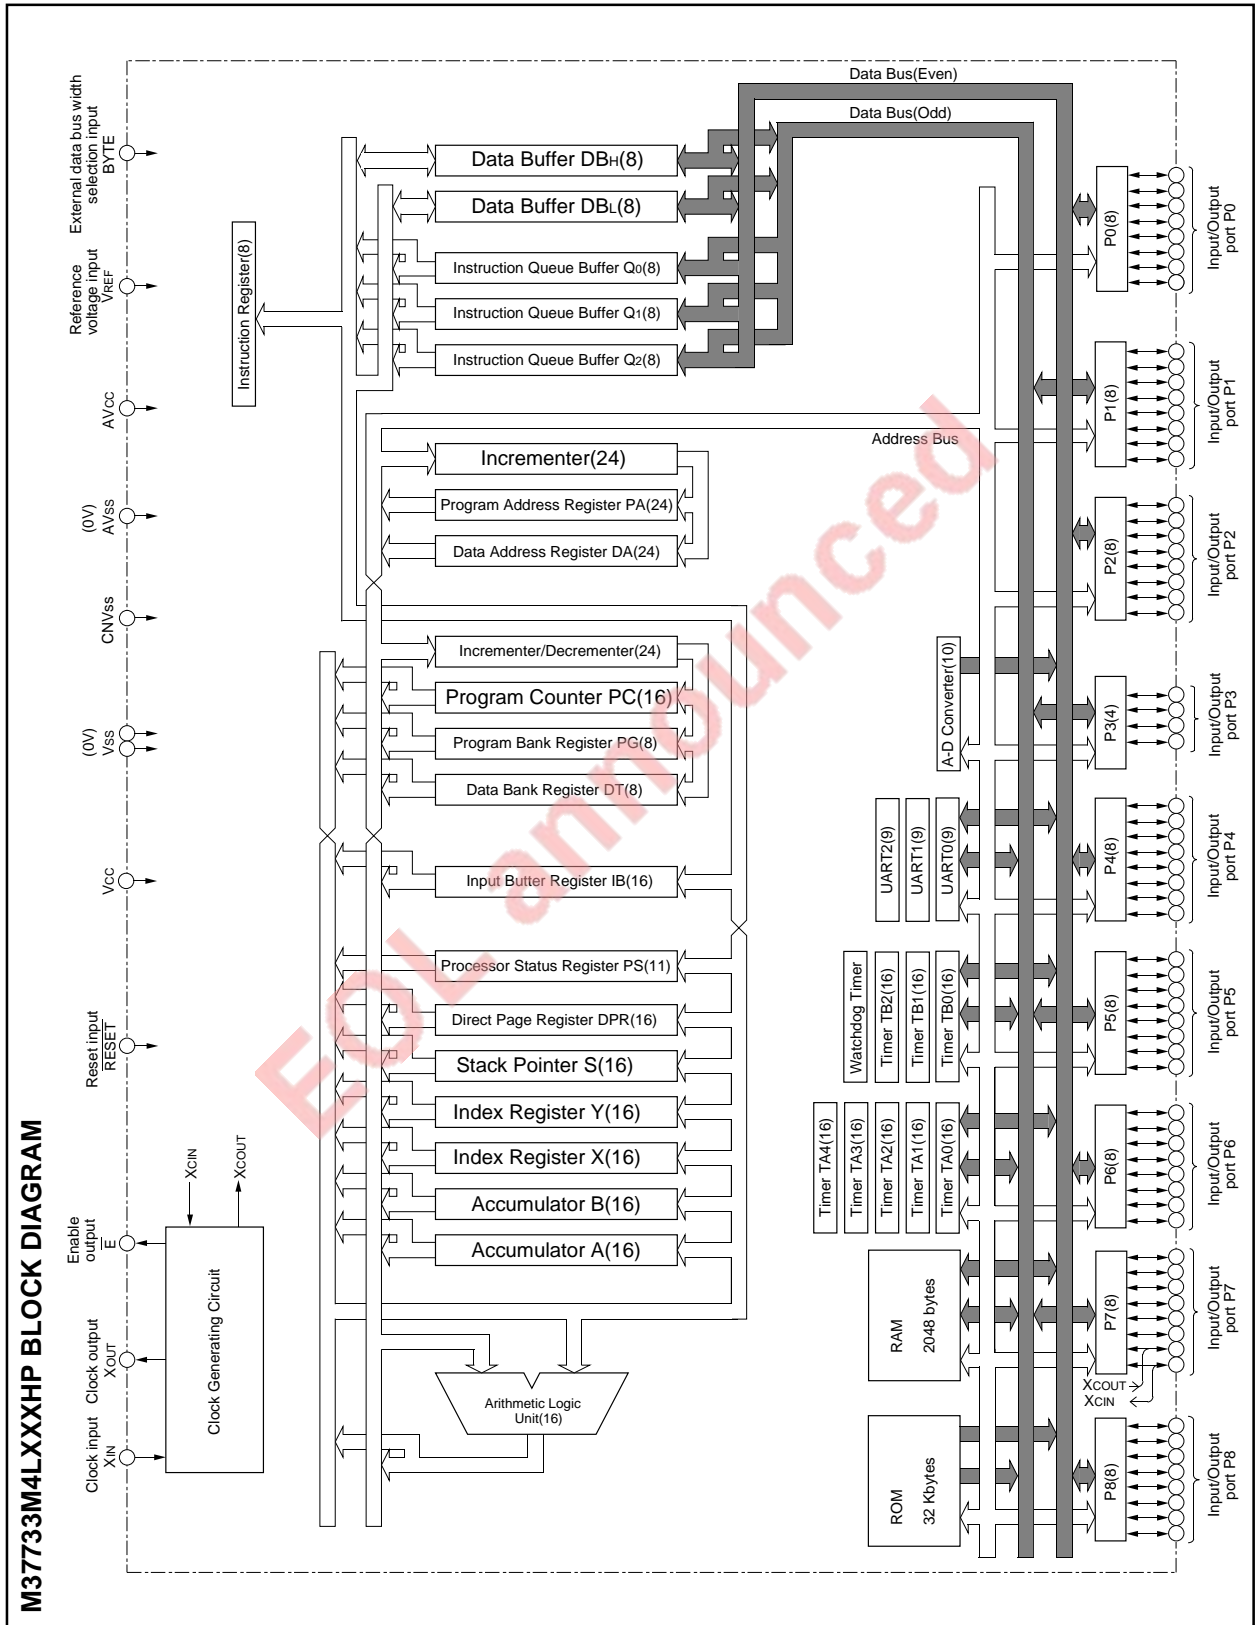 M37733M4LXXXHP BLOCK DIAGRAM
External data bus width
selection input
BYTE
Reference
voltage input
VREF
AVCC
(0V)
AVSS
CNVSS
(0V)
VSS
VCC
Reset input
RESET
Enable
output
E
Clock output
XOUT
Clock input
XIN
Clock Generating Circuit
XCIN
XCOUT
Instruction Register(8)
Data Buffer DBH(8)
Data Buffer DBL(8)
Instruction Queue Buffer Q0(8)
Instruction Queue Buffer Q1(8)
Instruction Queue Buffer Q2(8)
Incrementer(24)
Program Address Register PA(24)
Data Address Register DA(24)
Incrementer/Decrementer(24)
Program Counter PC(16)
Program Bank Register PG(8)
Data Bank Register DT(8)
Input Butter Register IB(16)
Processor Status Register PS(11)
Direct Page Register DPR(16)
Stack Pointer S(16)
Index Register Y(16)
Index Register X(16)
Accumulator B(16)
Accumulator A(16)
Arithmetic Logic
Unit(16)
Data Bus(Even)
Data Bus(Odd)
Address Bus
A-D Converter(10)
UART2(9)
UART1(9)
UART0(9)
Watchdog Timer
Timer TB2(16)
Timer TB1(16)
Timer TB0(16)
Timer TA4(16)
Timer TA3(16)
Timer TA2(16)
Timer TA1(16)
Timer TA0(16)
RAM
2048 bytes
ROM
32 Kbytes
P0(8)
P1(8)
P2(8)
P3(4)
P4(8)
P5(8)
P6(8)
P7(8)
P8(8)
XCOUT
XCIN
Input/Output
port P0
Input/Output
port P1
Input/Output
port P2
Input/Output
port P3
Input/Output
port P4
Input/Output
port P5
Input/Output
port P6
Input/Output
port P7
Input/Output
port P8
EOL announced